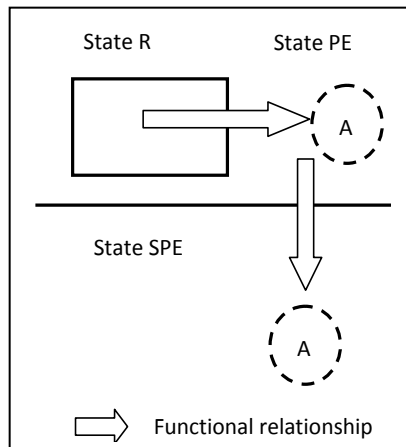 State R State PE
A
State SPE
A
Functional relationship